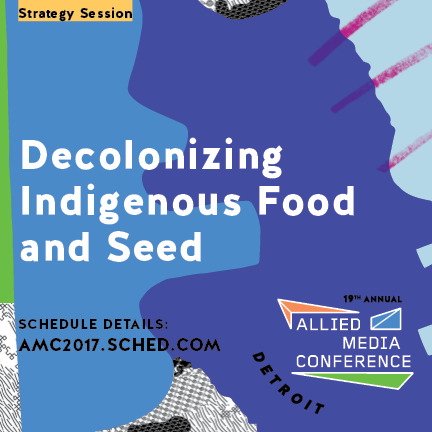 Strategy Session
Decolonizing
Indigenous Food
and Seed
SCHEDULE DETAILS:
AMC2017.SCHED.COM
19TH ANNUAL
ALLIED
MEDIA
CONFERENCE
DETROIT